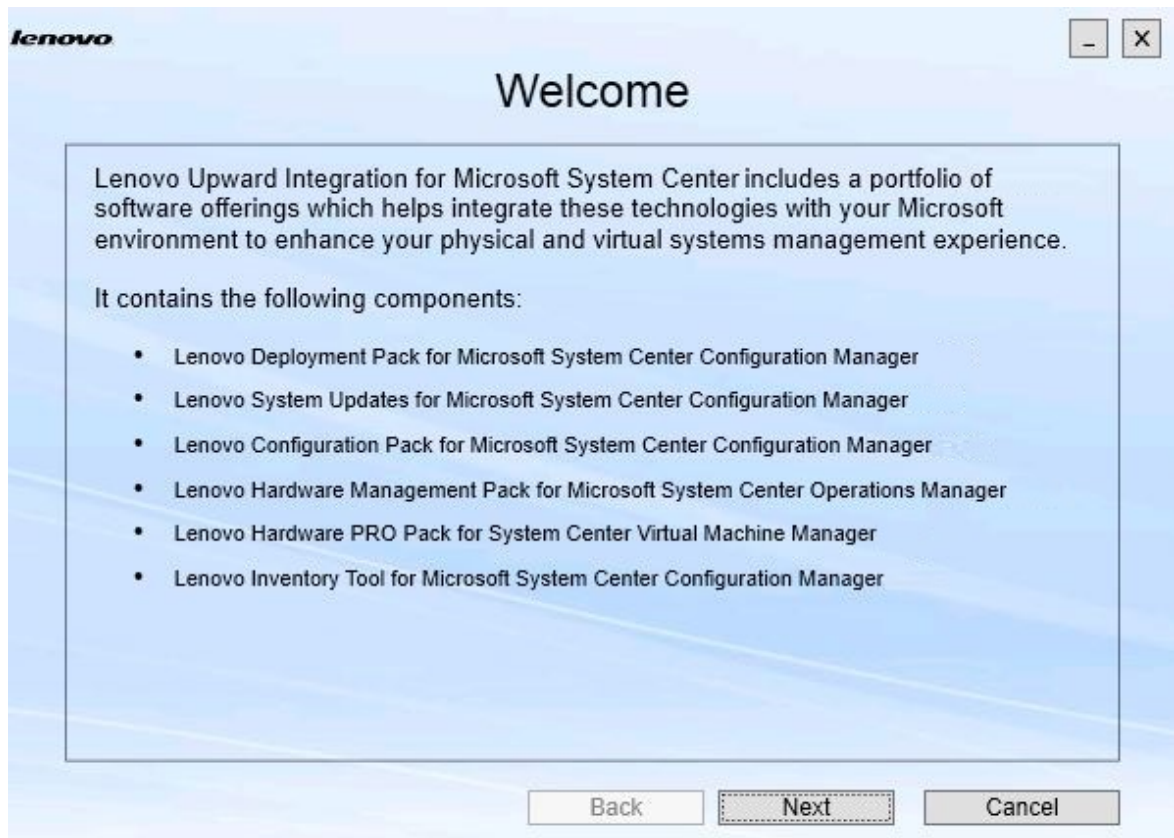 lenovo
Welcome
Lenovo Upward Integration for Microsoft System Center includes a portfolio of
software offerings which helps integrate these technologies with your Microsoft
environment to enhance your physical and virtual systems management experience.
It contains the following components:
• Lenovo Deployment Pack for Microsoft System Center Configuration Manager
• Lenovo System Updates for Microsoft System Center Configuration Manager
• Lenovo Configuration Pack for Microsoft System Center Configuration Manager
• Lenovo Hardware Management Pack for Microsoft System Center Operations Manager
• Lenovo Hardware PRO Pack for System Center Virtual Machine Manager
• Lenovo Inventory Tool for Microsoft System Center Configuration Manager
Back Next Cancel